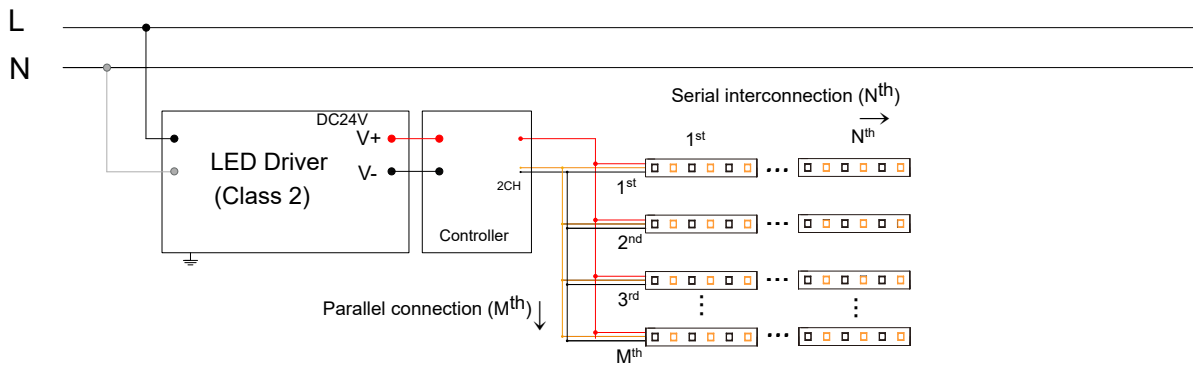 L
N
Serial interconnection (Nth)
1st
Nth
DC24V
V+
LED Driver
(Class 2)
V-
2CH
Controller
1st
2nd
3rd
Mth
Parallel connection (Mth)